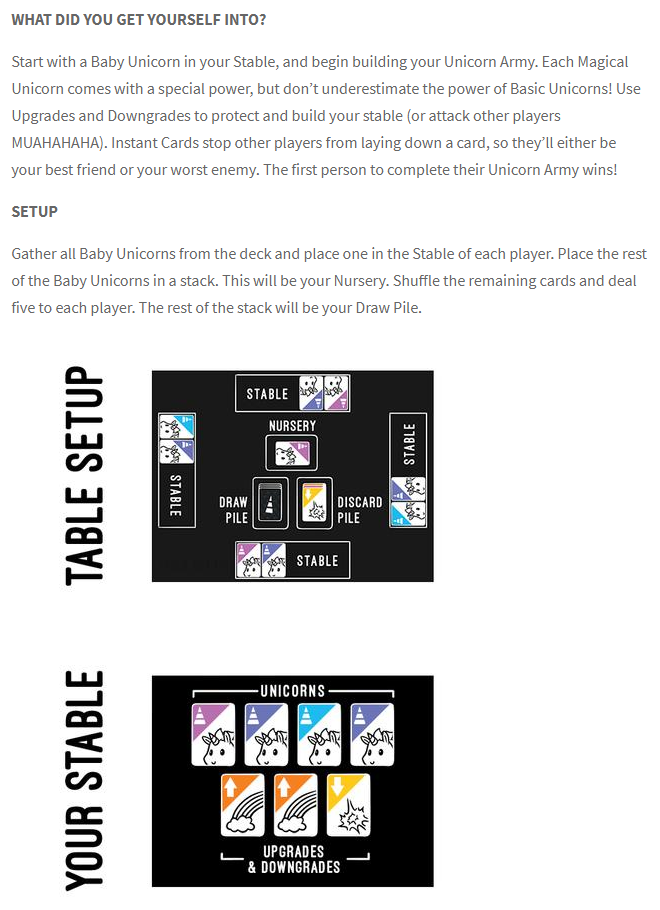 WHAT DID YOU GET YOURSELF INTO?
Start with a Baby Unicorn in your Stable, and begin building your Unicorn Army. Each Magical
Unicorn comes with a special power, but don’t underestimate the power of Basic Unicorns! Use
Upgrades and Downgrades to protect and build your stable (or attack other players
MUAHAHAHA). Instant Cards stop other players from laying down a card, so they’ll either be
your best friend or your worst enemy. The first person to complete their Unicorn Army wins!
SETUP
Gather all Baby Unicorns from the deck and place one in the Stable of each player. Place the rest
of the Baby Unicorns in a stack. This will be your Nursery. Shuffle the remaining cards and deal
five to each player. The rest of the stack will be your Draw Pile.
TABLE SETUP
STABLE
NURSERY
STABLE
STABLE
DRAW
PILE
DISCARD
PILE
STABLE
YOUR STABLE
UNICORNS
UPGRADES
& DOWNGRADES